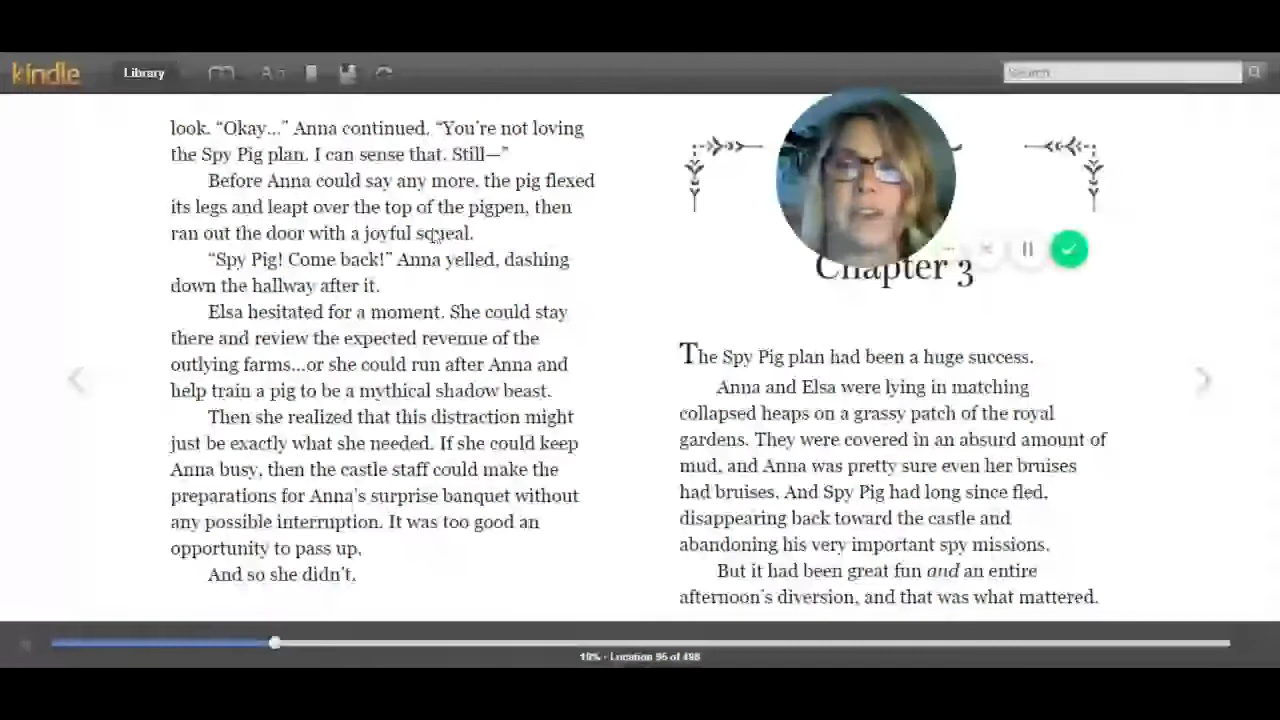 kindle
Library
Search
look. “Okay...” Anna continued. “You’re not loving
the Spy Pig plan. I can sense that. Still—”
Before Anna could say any more, the pig flexed
its legs and leapt over the top of the pigpen, then
ran out the door with a joyful squeal.
“Spy Pig! Come back!” Anna yelled, dashing
down the hallway after it.
Elsa hesitated for a moment. She could stay
there and review the expected revenue of the
outlying farms...or she could run after Anna and
help train a pig to be a mythical shadow beast.
Then she realized that this distraction might
just be exactly what she needed. If she could keep
Anna busy, then the castle staff could make the
preparations for Anna’s surprise banquet without
any possible interruption. It was too good an
opportunity to pass up.
And so she didn’t.
Chapter 3
The Spy Pig plan had been a huge success.
Anna and Elsa were lying in matching
collapsed heaps on a grassy patch of the royal
gardens. They were covered in an absurd amount of
mud, and Anna was pretty sure even her bruises
had bruises. And Spy Pig had long since fled,
disappearing back toward the castle and
abandoning his very important spy missions.
But it had been great fun and an entire
afternoon’s diversion, and that was what mattered.
Location 95 of